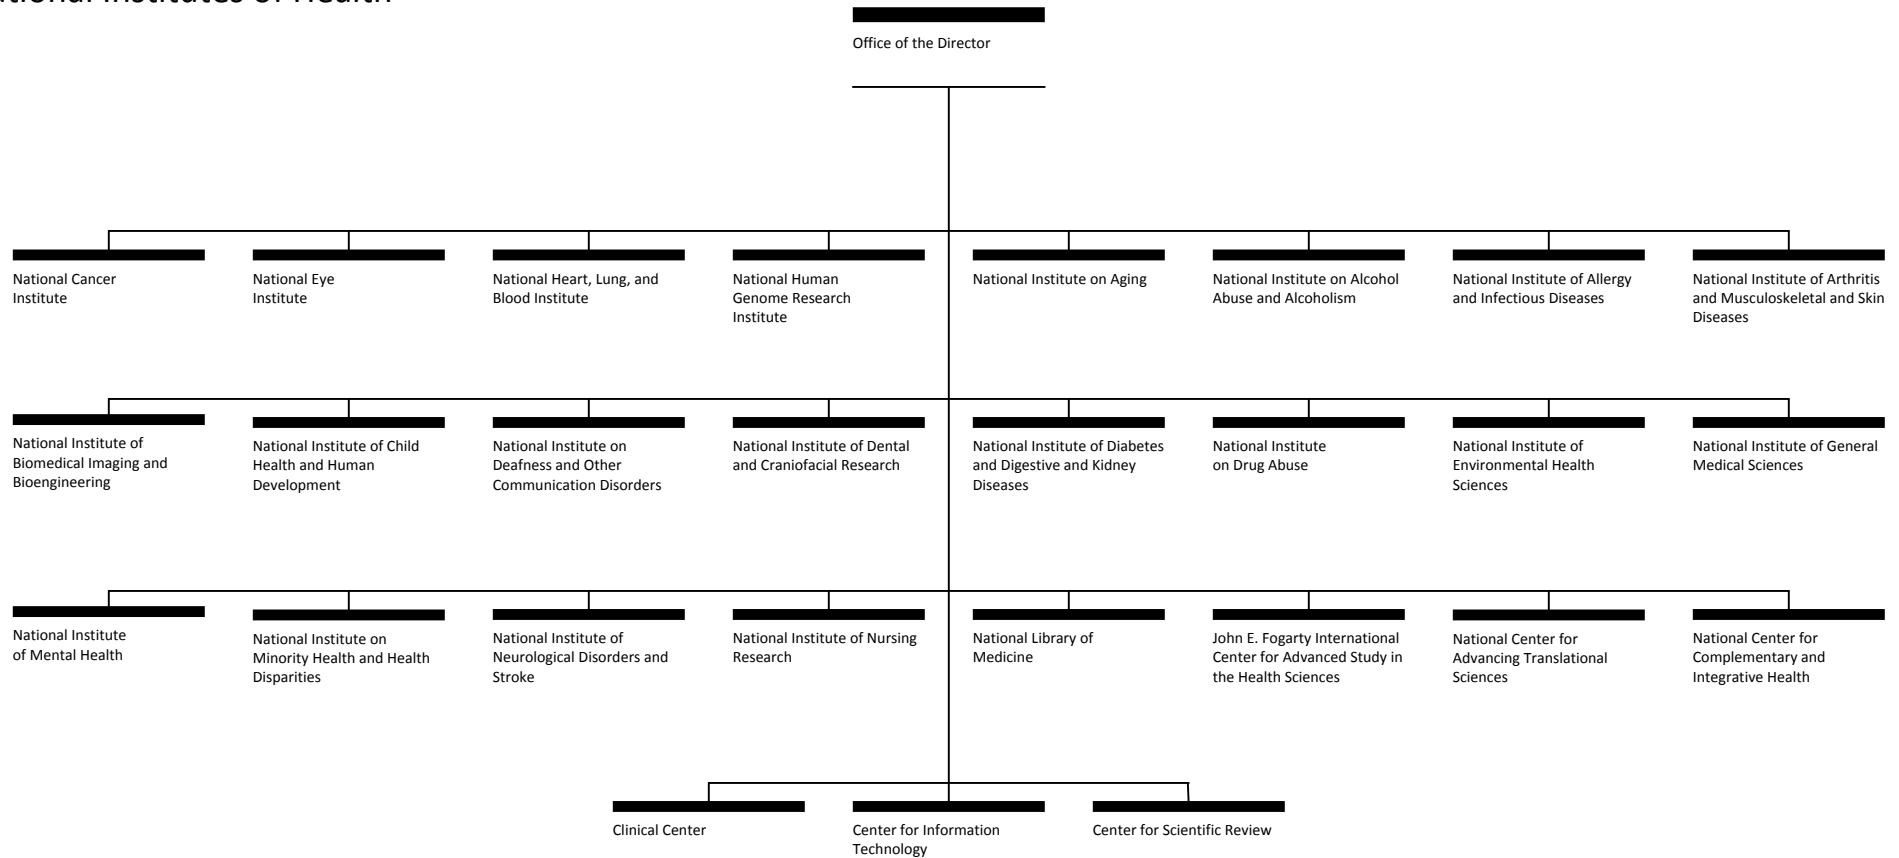 National Institutes of Health
Office of the Director
National Cancer
Institute
National Eye
Institute
National Heart, Lung, and
Blood Institute
National Human
Genome Research
Institute
National Institute on Aging
National Institute on Alcohol
Abuse and Alcoholism
National Institute of Allergy
and Infectious Diseases
National Institute of Arthritis
and Musculoskeletal and Skin
Diseases
National Institute of
Biomedical Imaging and
Bioengineering
National Institute of Child
Health and Human
Development
National Institute on
Deafness and Other
Communication Disorders
National Institute of Dental
and Craniofacial Research
National Institute of Diabetes
and Digestive and Kidney
Diseases
National Institute
on Drug Abuse
National Institute of
Environmental Health
Sciences
National Institute of General
Medical Sciences
National Institute
of Mental Health
National Institute on
Minority Health and Health
Disparities
National Institute of
Neurological Disorders and
Stroke
National Institute of Nursing
Research
National Library of
Medicine
John E. Fogarty International
Center for Advanced Study in
the Health Sciences
National Center for
Advancing Translational
Sciences
National Center for
Complementary and
Integrative Health
Clinical Center
Center for Information
Technology
Center for Scientific Review